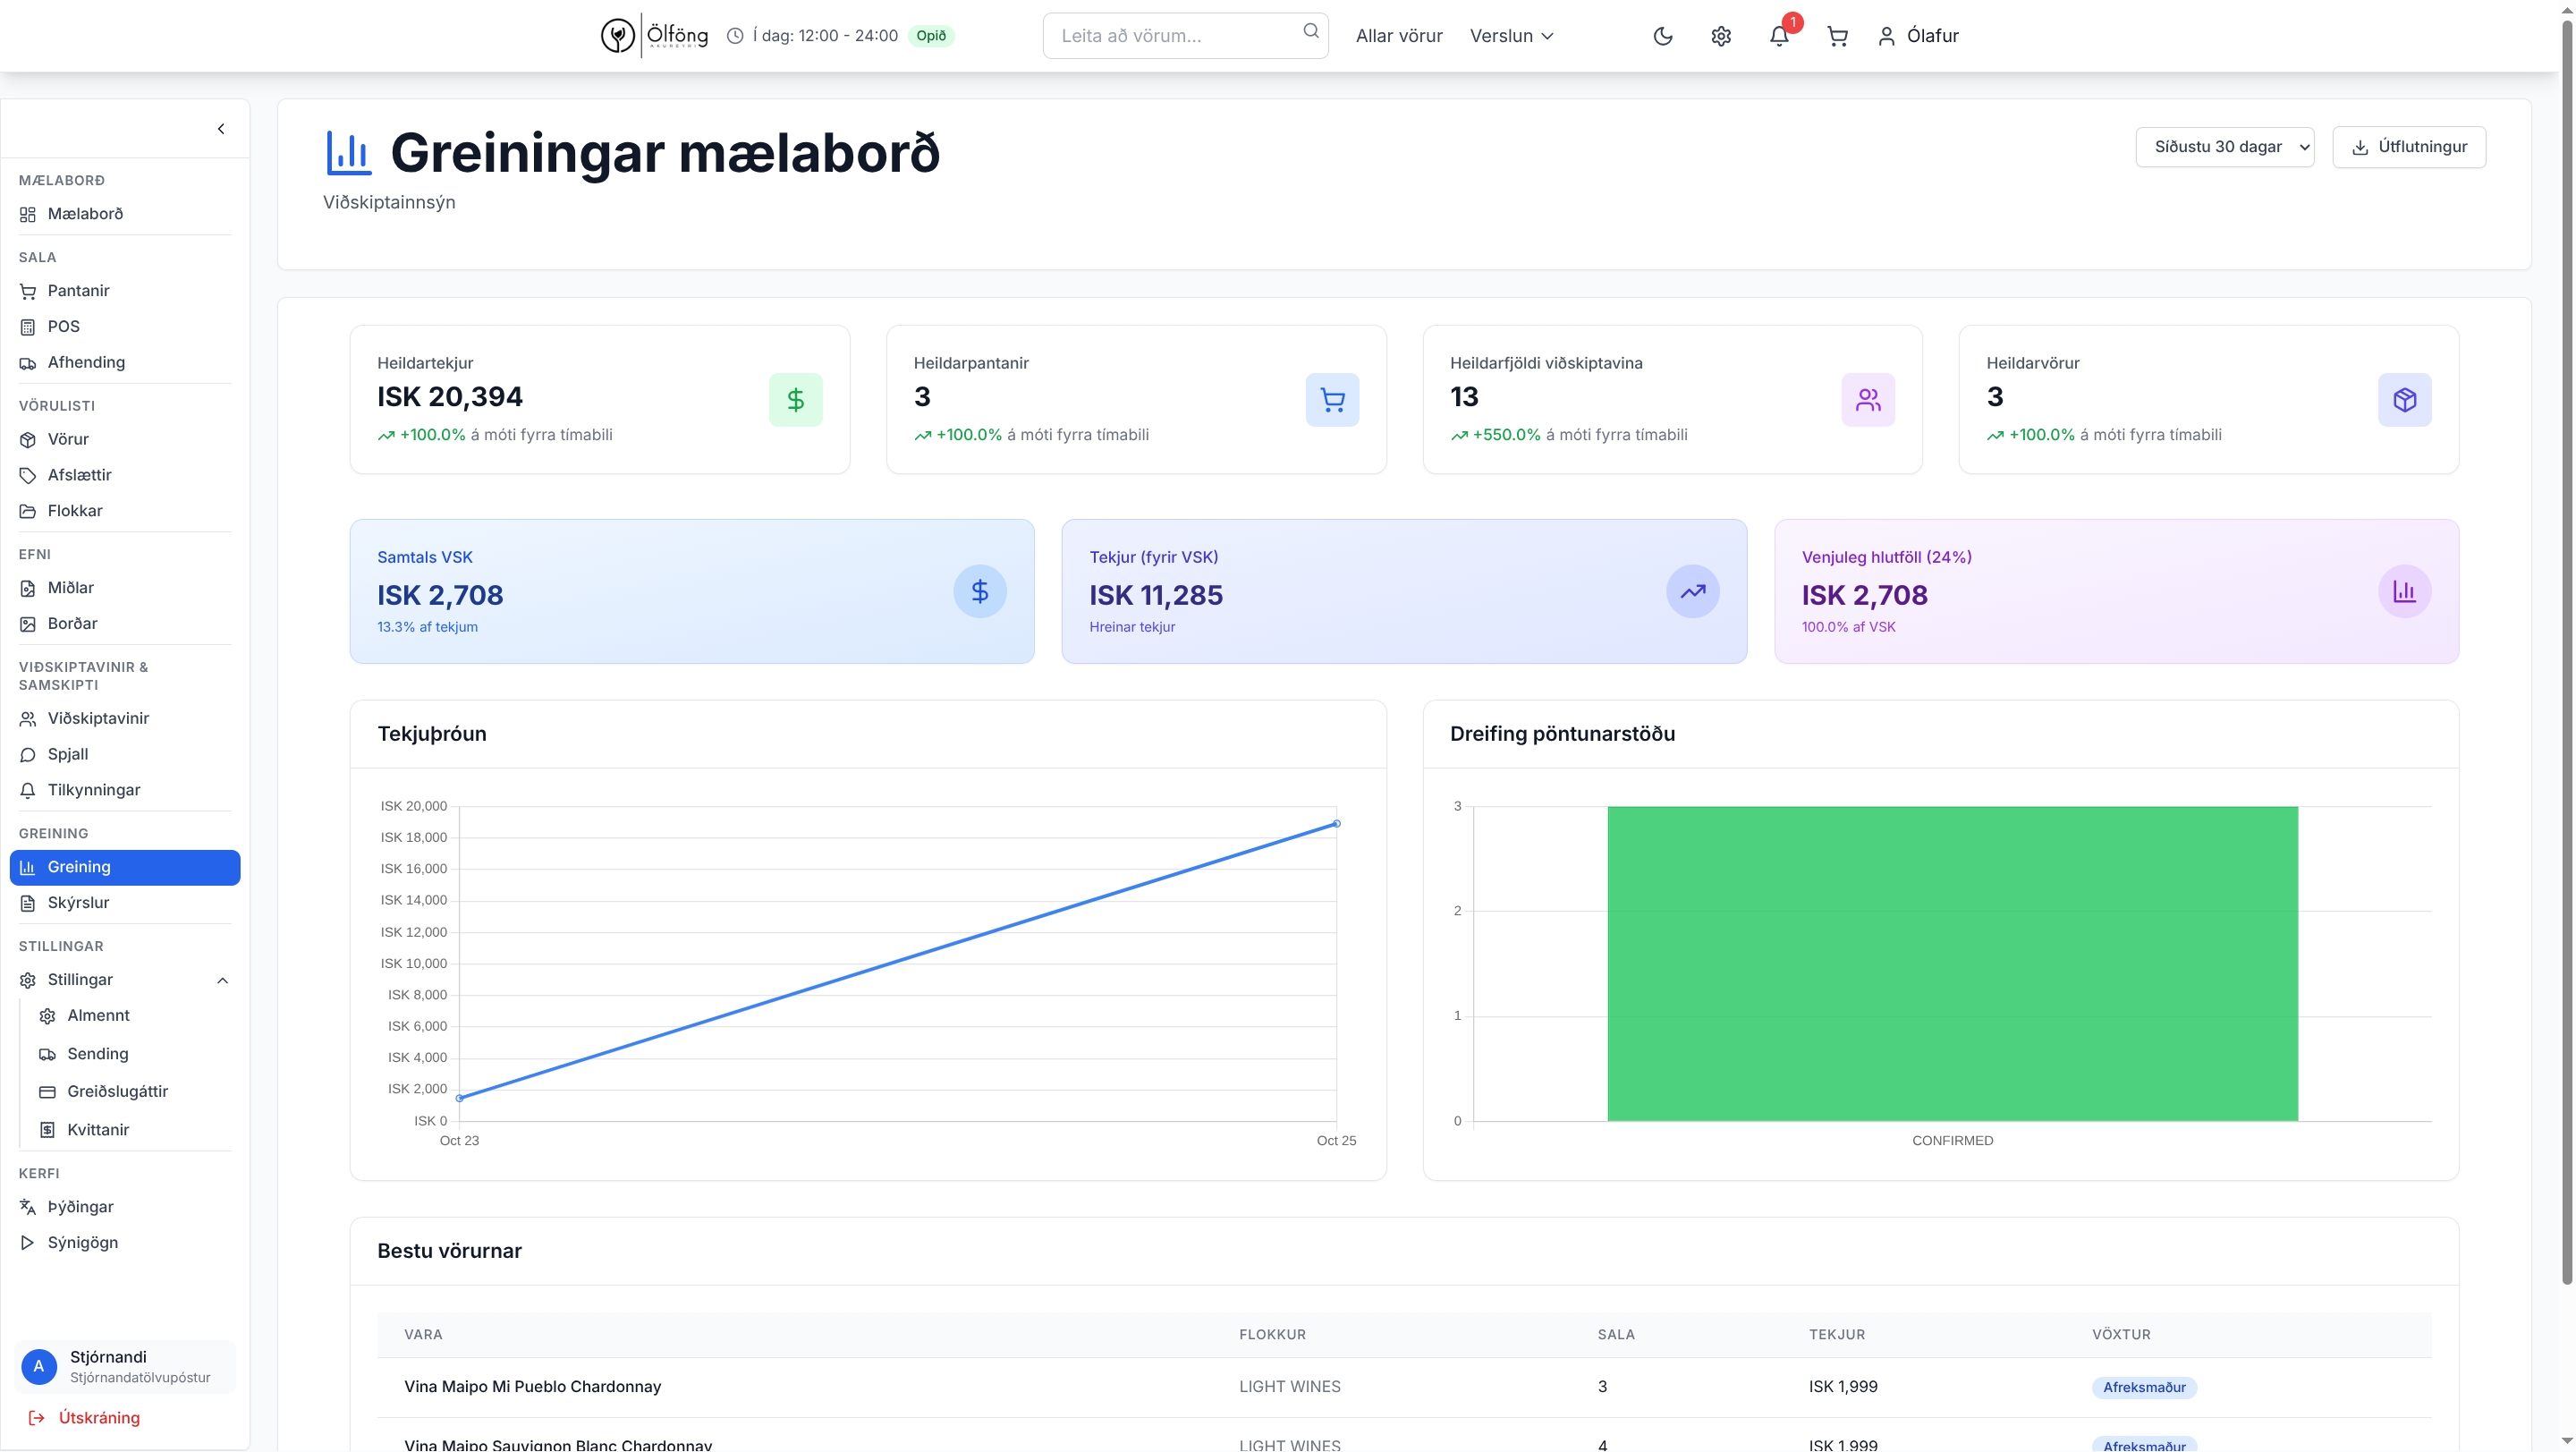 Ölföng
AKUREYRI
Í dag: 12:00 - 24:00
Opið
Leita að vörum...
Allar vörur
Verslun
1
Ólafur
MÆLABORÐ
Mælaborð
SALA
Pantanir
POS
Afhending
VÖRULISTI
Vörur
Afslættir
Flokkar
EFNI
Miðlar
Borðar
VIÐSKIPTAVINIR &
SAMSKIPTI
Viðskiptavinir
Spjall
Tilkynningar
GREINING
Greining
Skýrslur
STILLINGAR
Stillingar
Almennt
Sending
Greiðslugáttir
Kvittanir
KERFI
Þýðingar
Sýnigögn
A
Stjórnandi
Stjórnandatölvupóstur
Útskráning
Greiningar mælaborð
Viðskiptainnsýn
Síðustu 30 dagar
Útflutningur
Heildartekjur
ISK 20,394
+100.0% á móti fyrra tímabili
Heildarpantanir
3
+100.0% á móti fyrra tímabili
Heildarfjöldi viðskiptavina
13
+550.0% á móti fyrra tímabili
Heildarvörur
3
+100.0% á móti fyrra tímabili
Samtals VSK
ISK 2,708
13.3% af tekjum
Tekjur (fyrir VSK)
ISK 11,285
Hreinar tekjur
Venjuleg hlutföll (24%)
ISK 2,708
100.0% af VSK
Tekjuþróun
ISK 20,000
ISK 18,000
ISK 16,000
ISK 14,000
ISK 12,000
ISK 10,000
ISK 8,000
ISK 6,000
ISK 4,000
ISK 2,000
ISK 0
Oct 23
Oct 25
Dreifing pöntunarstöðu
3
2
1
0
CONFIRMED
Bestu vörurnar
VARA FLOKKUR SALA TEKJUR VÖXTUR
Vina Maipo Mi Pueblo Chardonnay LIGHT WINES 3 ISK 1,999 Afreksmaður
Vina Maipo Sauvignon Blanc Chardonnay LIGHT WINES 4 ISK 1,999 Afreksmaður